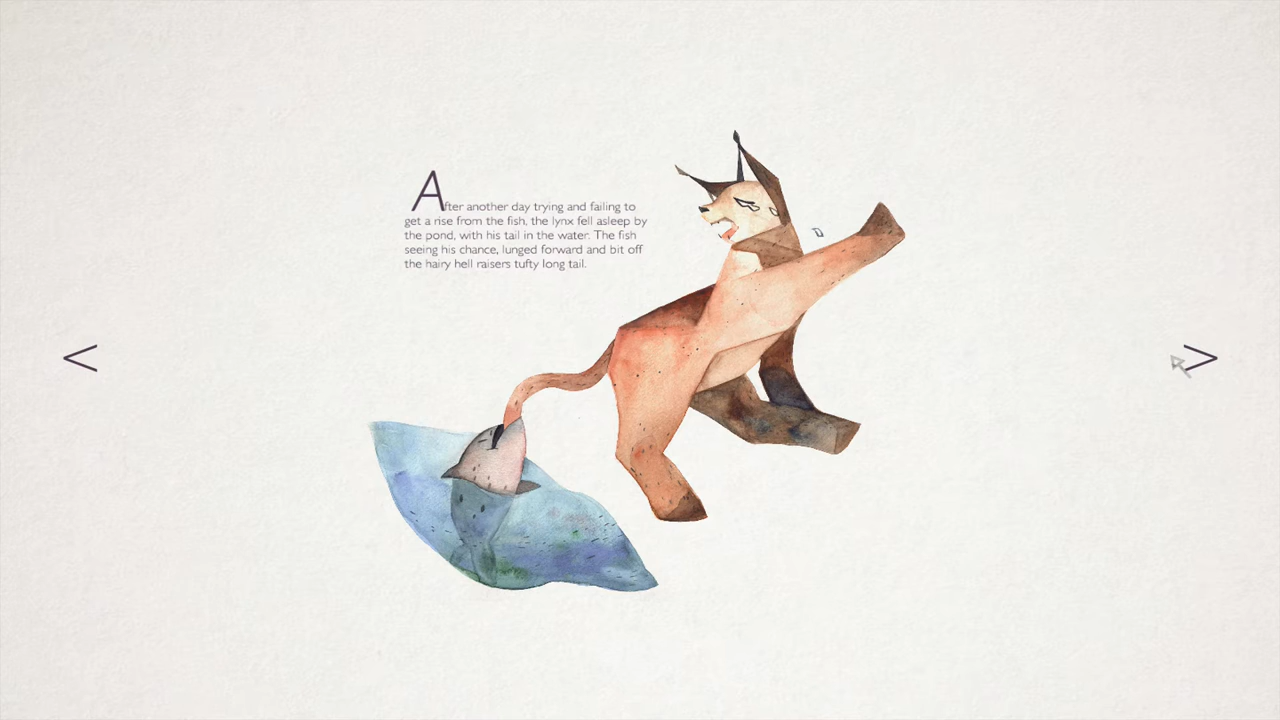 After another day trying and failing to
get a rise from the fish, the lynx fell asleep by
the pond, with his tail in the water. The fish
seeing his chance, lunged forward and bit off
the hairy hell raisers tufty long tail.
< >